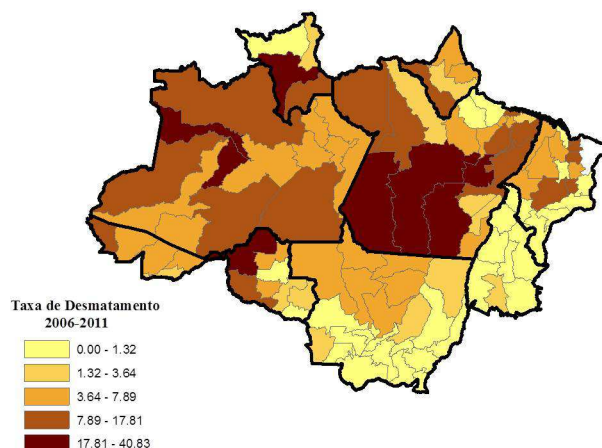 Taxa de Desmatamento
2006-2011
0.00 - 1.32
1.32 - 3.64
3.64 - 7.89
7.89 - 17.81
17.81 - 40.83